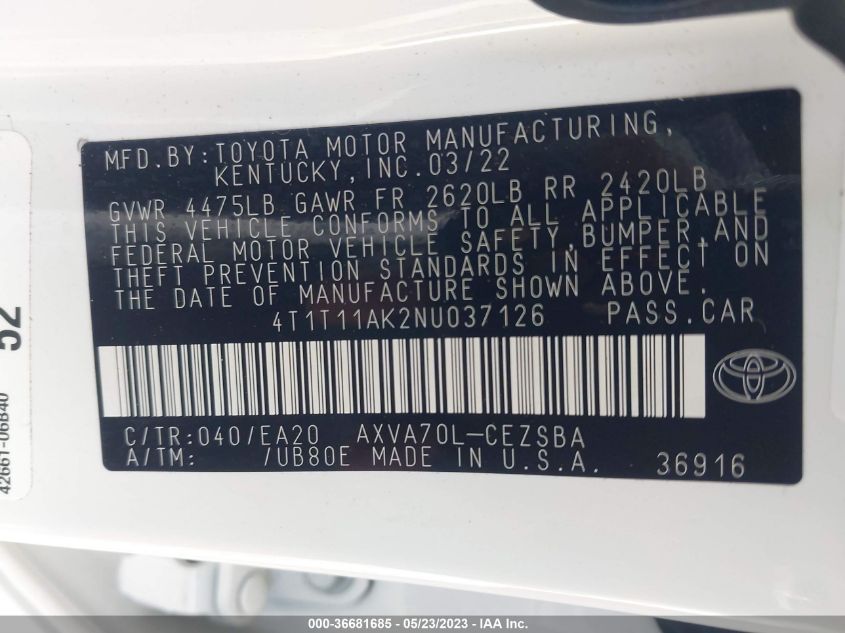 MFD.BY:TOYOTA MOTOR MANUFACTURING,
KENTUCKY,INC.03/22
GVWR 4475LB GAWR FR 2620LB RR 2420LB
THIS VEHICLE CONFORMS TO ALL APPLICABLE
FEDERAL MOTOR VEHICLE SAFETY,BUMPER,AND
THEFT PREVENTION STANDARDS IN EFFECT ON
THE DATE OF MANUFACTURE SHOWN ABOVE.
4T1T11AK2NU037126 PASS.CAR
C/TR:040/EA20 AXVA70L-CEZSBA
A/TM: /UB80E MADE IN U.S.A. 36916
52
42661-06B40
000-36681685 - 05/23/2023 - IAA Inc.